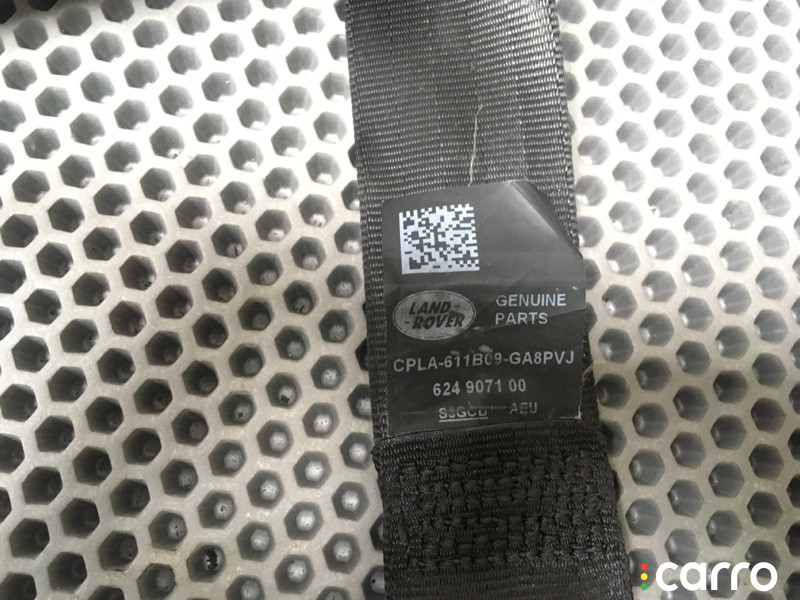 LAND-
-ROVER
GENUINE
PARTS
CPLA-611B09-GA8PVJ
624 9071 00
AEU
carro